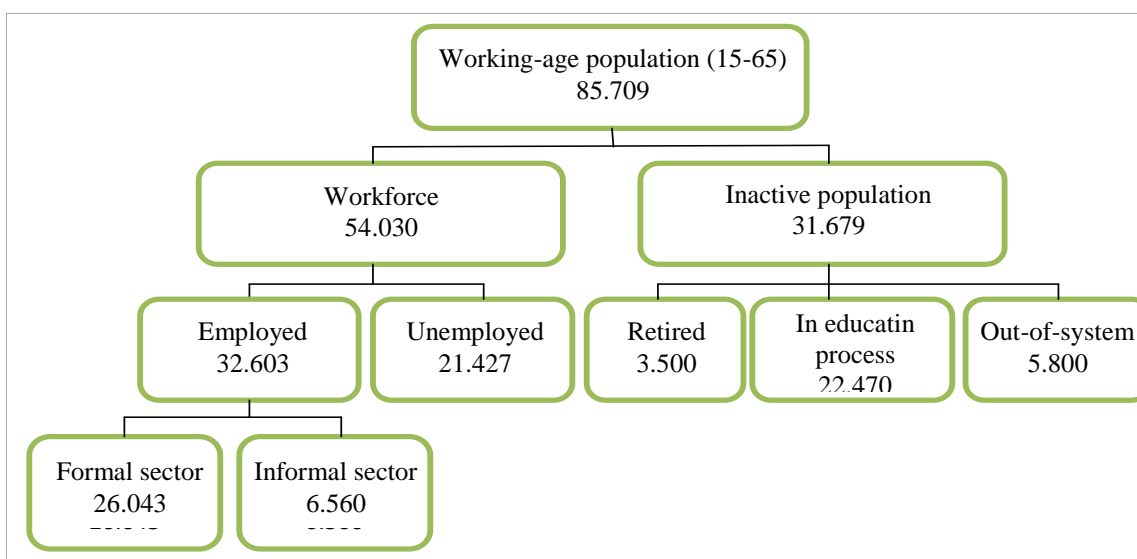 Working-age population (15-65)
85.709
Workforce
54.030
Inactive population
31.679
Employed
32.603
Unemployed
21.427
Retired
3.500
In educatin
process
22.470
Out-of-system
5.800
Formal sector
26.043
Informal sector
6.560